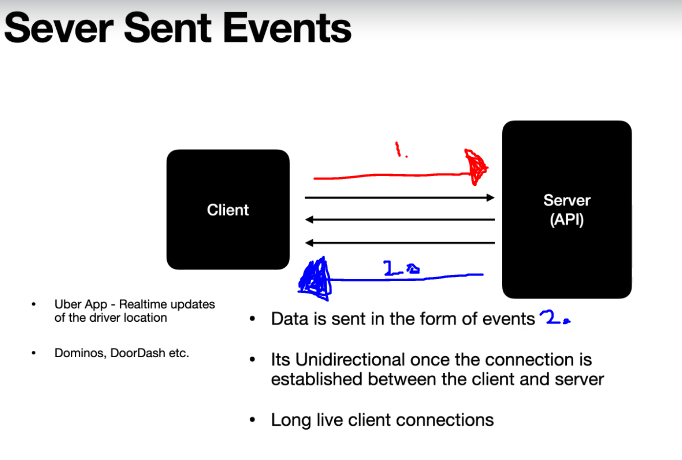 Sever Sent Events
1.
Client
Server
(API)
2.
• Uber App - Realtime updates
of the driver location
• Dominos, DoorDash etc.
• Data is sent in the form of events 2.
• Its Unidirectional once the connection is
established between the client and server
• Long live client connections